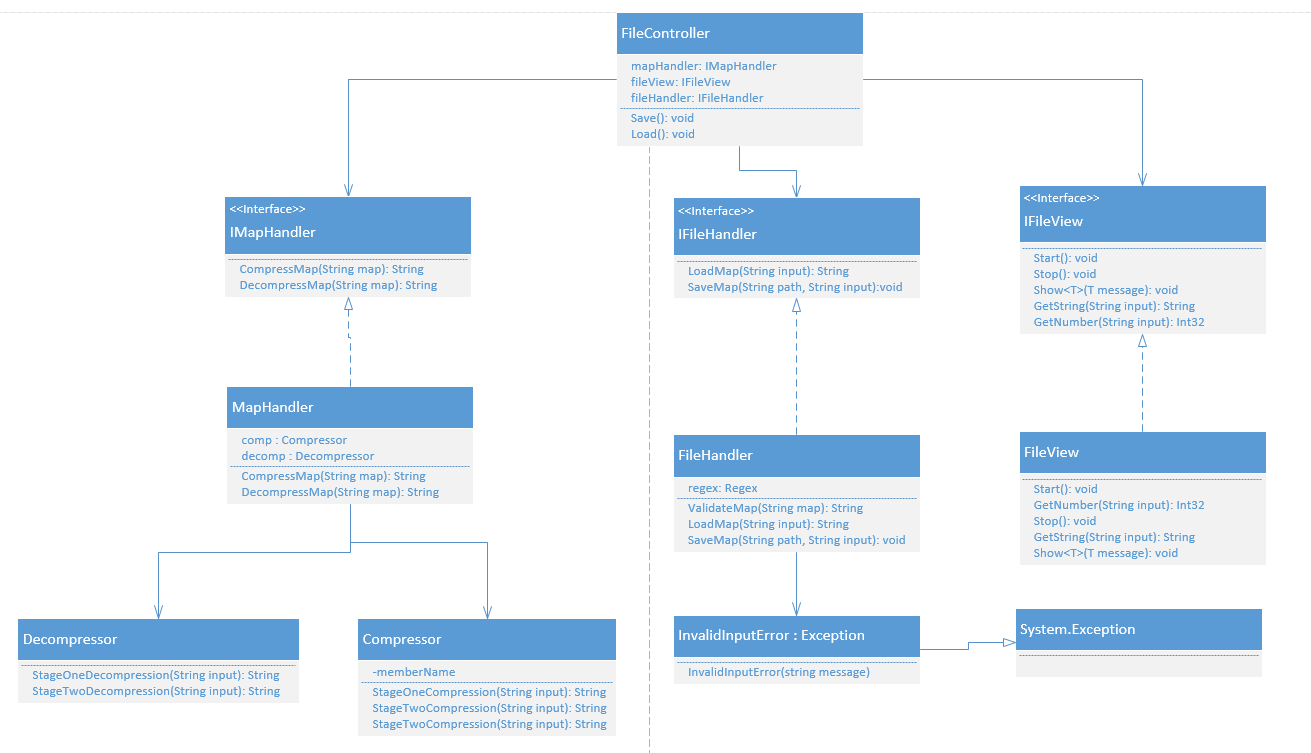 FileController
mapHandler: IMapHandler
fileView: IFileView
fileHandler: IFileHandler
Save(): void
Load(): void
<<Interface>>
IMapHandler
CompressMap(String map): String
DecompressMap(String map): String
<<Interface>>
IFileHandler
LoadMap(String input): String
SaveMap(String path, String input):void
<<Interface>>
IFileView
Start(): void
Stop(): void
Show<T>(T message): void
GetString(String input): String
GetNumber(String input): Int32
MapHandler
comp : Compressor
decomp : Decompressor
CompressMap(String map): String
DecompressMap(String map): String
FileHandler
regex: Regex
ValidateMap(String map): String
LoadMap(String input): String
SaveMap(String path, String input): void
FileView
Start(): void
GetNumber(String input): Int32
Stop(): void
GetString(String input): String
Show<T>(T message): void
Decompressor
StageOneDecompression(String input): String
StageTwoDecompression(String input): String
Compressor
-memberName
StageOneCompression(String input): String
StageTwoCompression(String input): String
StageTwoCompression(String input): String
InvalidInputError : Exception
InvalidInputError(string message)
System.Exception